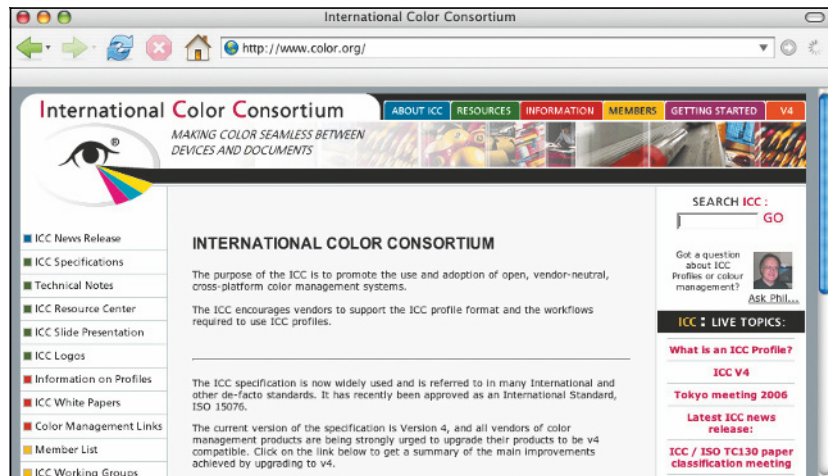 International Color Consortium
http://www.color.org/
International Color Consortium
ABOUT ICC
RESOURCES
INFORMATION
MEMBERS
GETTING STARTED
V4
MAKING COLOR SEAMLESS BETWEEN
DEVICES AND DOCUMENTS
®
ICC News Release
ICC Specifications
Technical Notes
ICC Resource Center
ICC Slide Presentation
ICC Logos
Information on Profiles
ICC White Papers
Color Management Links
Member List
ICC Working Groups
INTERNATIONAL COLOR CONSORTIUM
The purpose of the ICC is to promote the use and adoption of open, vendor-neutral,
cross-platform color management systems.
The ICC encourages vendors to support the ICC profile format and the workflows
required to use ICC profiles.
The ICC specification is now widely used and is referred to in many International and
other de-facto standards. It has recently been approved as an International Standard,
ISO 15076.
The current version of the specification is Version 4, and all vendors of color
management products are being strongly urged to upgrade their products to be v4
compatible. Click on the link below to get a summary of the main improvements
achieved by upgrading to v4.
SEARCH ICC :
GO
Got a question
about ICC
Profiles or colour
management?
Ask Phil...
ICC : LIVE TOPICS:
What is an ICC Profile?
ICC V4
Tokyo meeting 2006
Latest ICC news
release:
ICC / ISO TC130 paper
classification meeting